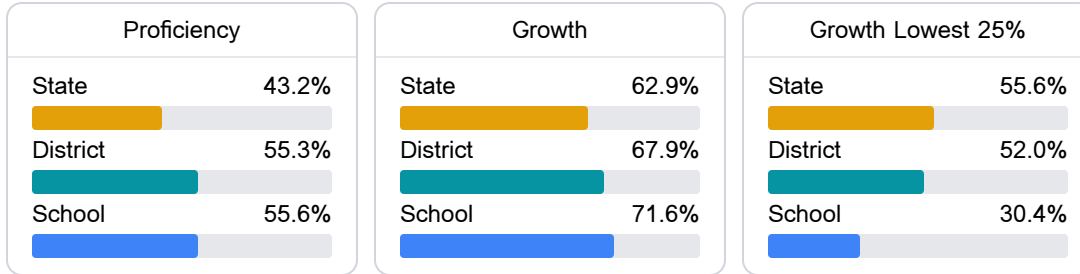 Proficiency
State 43.2%
District 55.3%
School 55.6%
Growth
State 62.9%
District 67.9%
School 71.6%
Growth Lowest 25%
State 55.6%
District 52.0%
School 30.4%